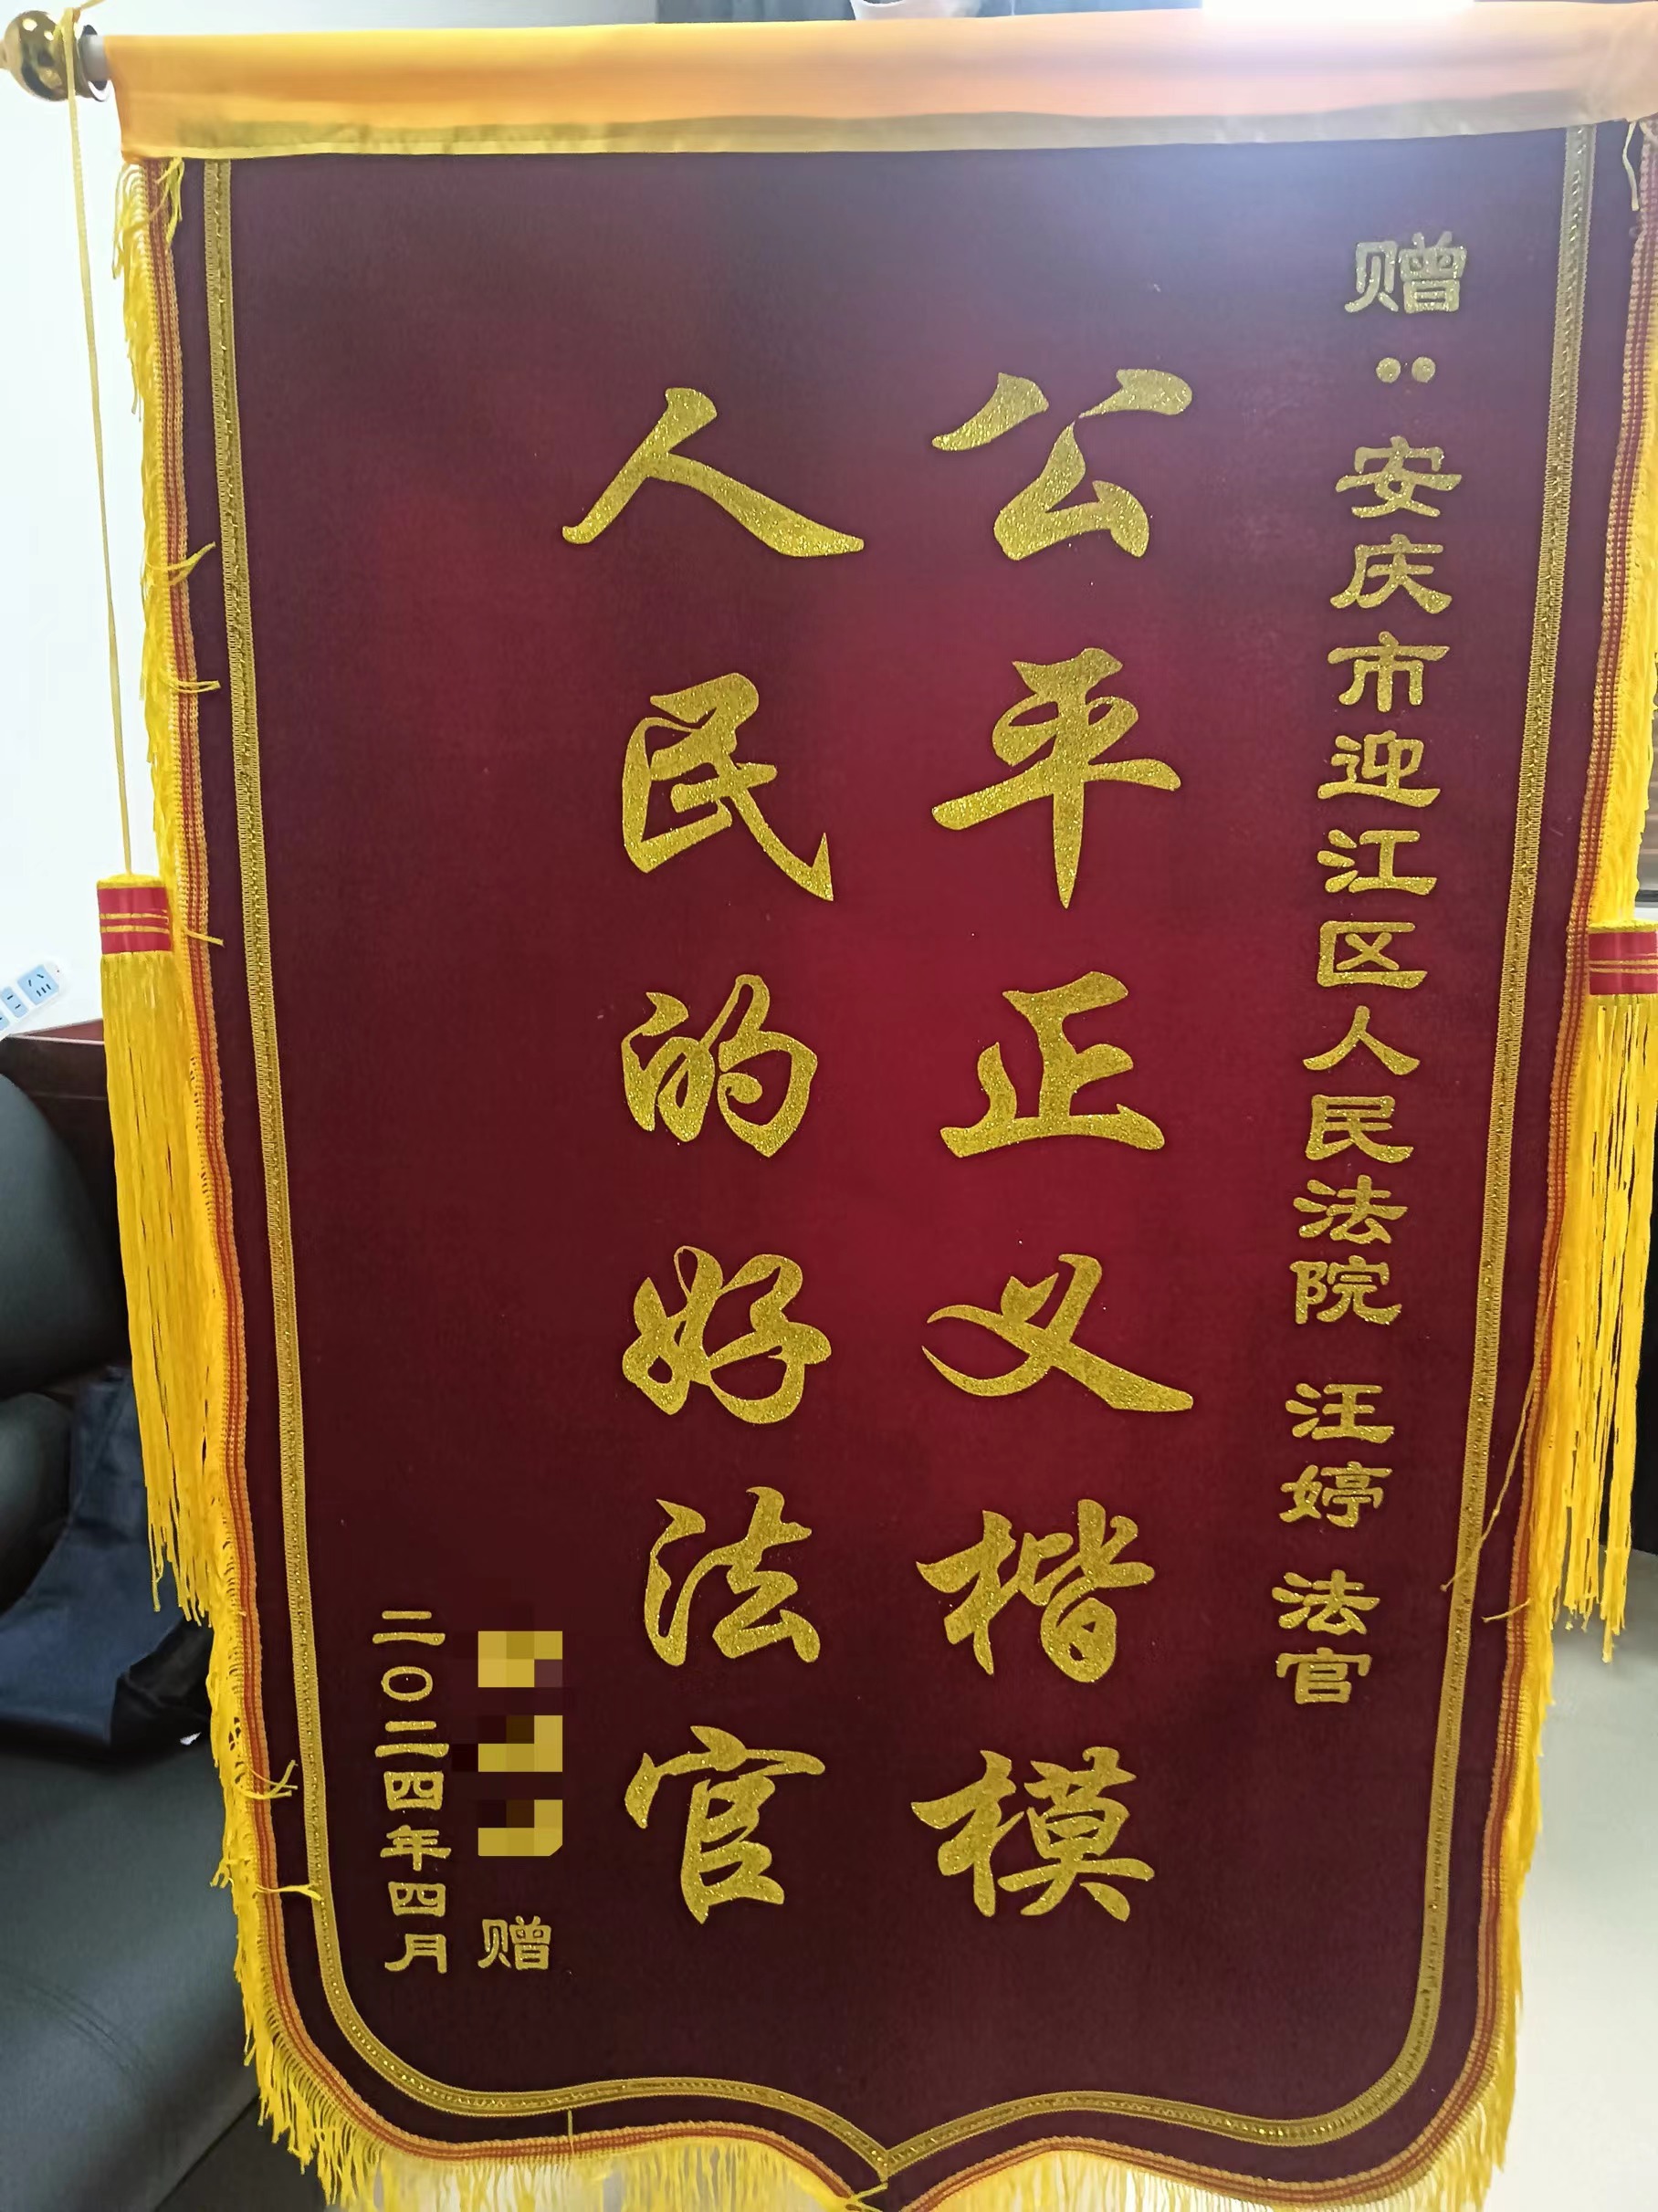 赠：安庆市迎江区人民法院 汪婷 法官
公平正义楷模
人民的好法官
赠
二〇二四年四月